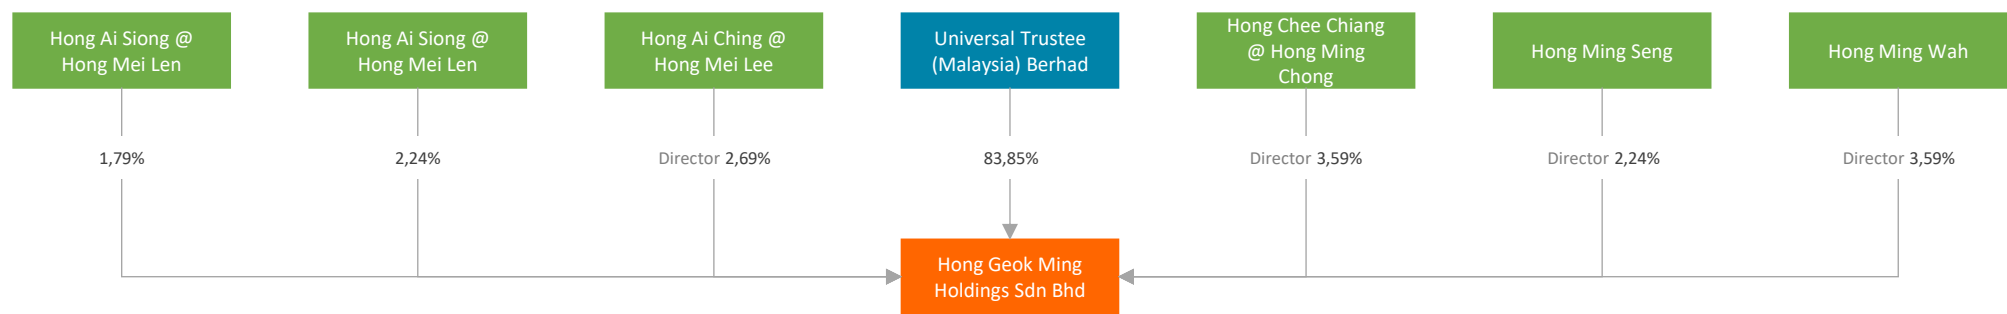 Hong Ai Siong @
Hong Mei Len
Hong Ai Siong @
Hong Mei Len
Hong Ai Ching @
Hong Mei Lee
Universal Trustee
(Malaysia) Berhad
Hong Chee Chiang
@ Hong Ming
Chong
Hong Ming Seng
Hong Ming Wah
1,79%
2,24%
Director 2,69%
83,85%
Director 3,59%
Director 2,24%
Director 3,59%
Hong Geok Ming
Holdings Sdn Bhd